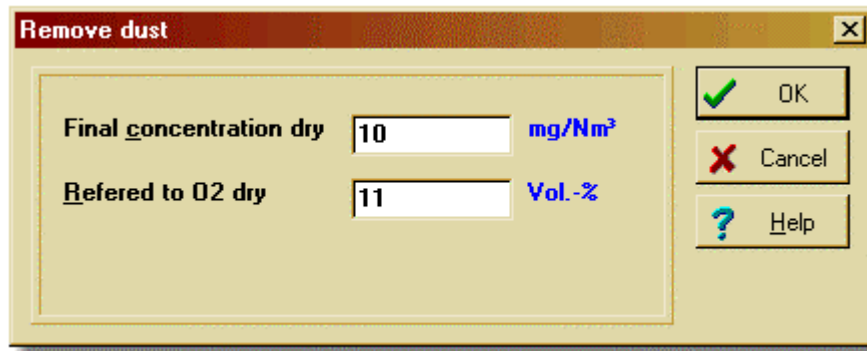 Remove dust
Final concentration dry 10 mg/Nm³
Refered to O2 dry 11 Vol.-%
OK
Cancel
? Help